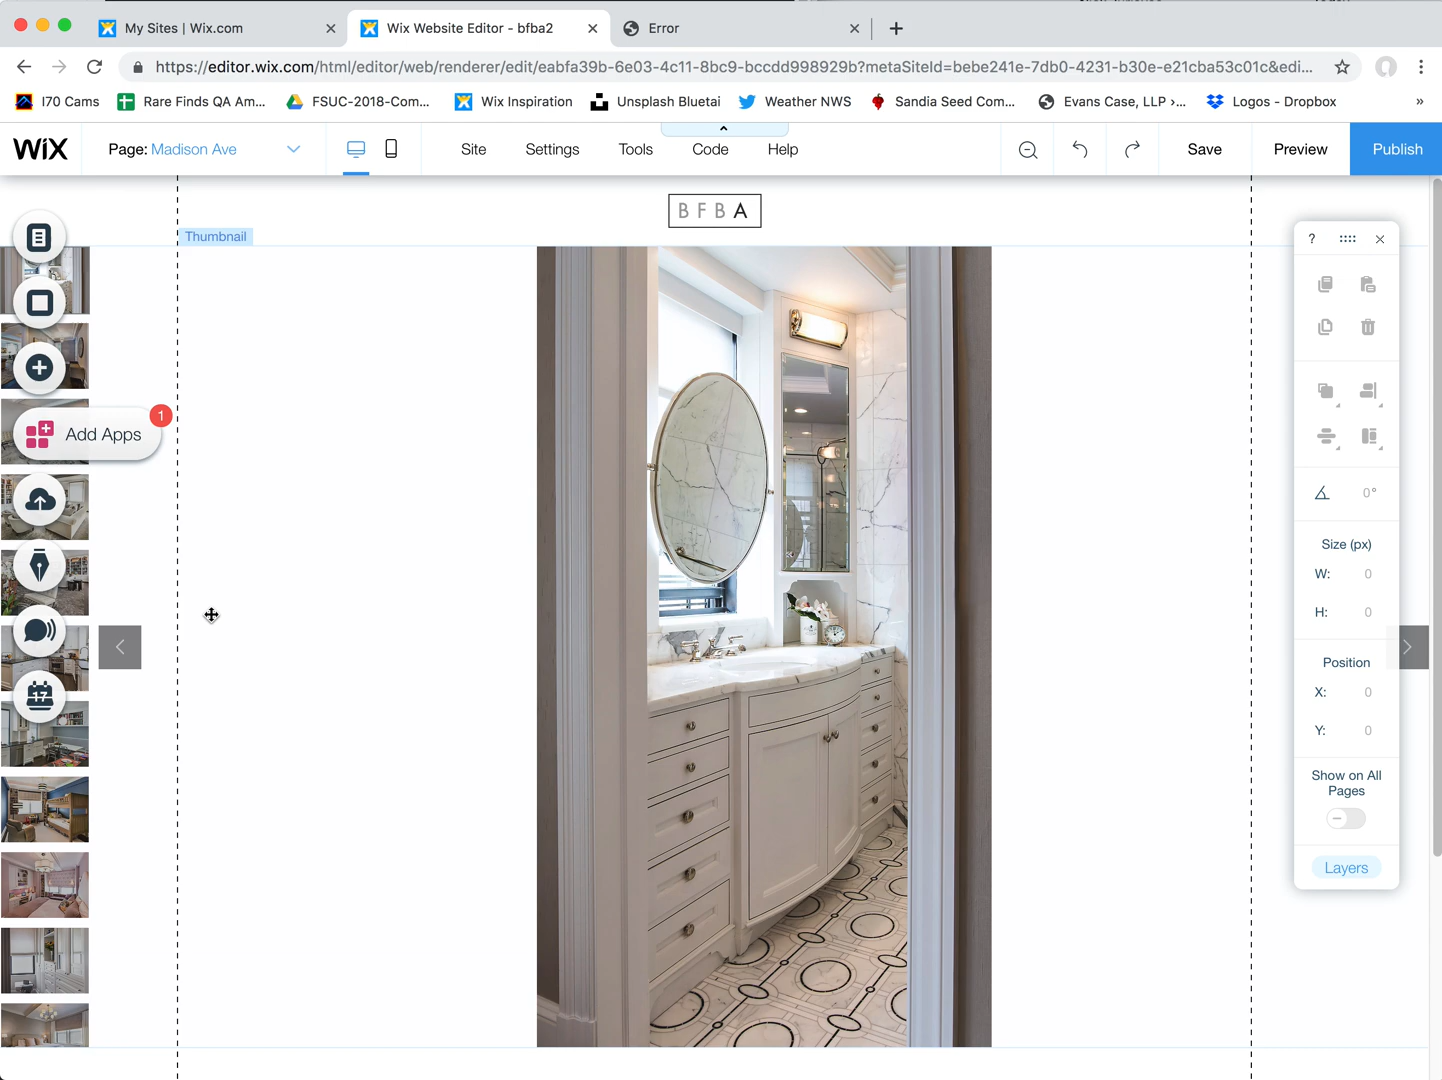 My Sites | Wix.com
Wix Website Editor - bfba2
Error
https://editor.wix.com/html/editor/web/renderer/edit/eabfa39b-6e03-4c11-8bc9-bccdd998929b?metaSiteId=bebe241e-7db0-4231-b30e-e21cba53c01c&edi...
I70 Cams
Rare Finds QA Am...
FSUC-2018-Com...
Wix Inspiration
Unsplash Bluetai
Weather NWS
Sandia Seed Com...
Evans Case, LLP ›...
Logos - Dropbox
»
WiX
Page: Madison Ave
Site
Settings
Tools
Code
Help
Save
Preview
Publish
B F B A
Thumbnail
?
1
Add Apps
0°
Size (px)
W: 0
H: 0
17
Position
X: 0
Y: 0
Show on All
Pages
Layers